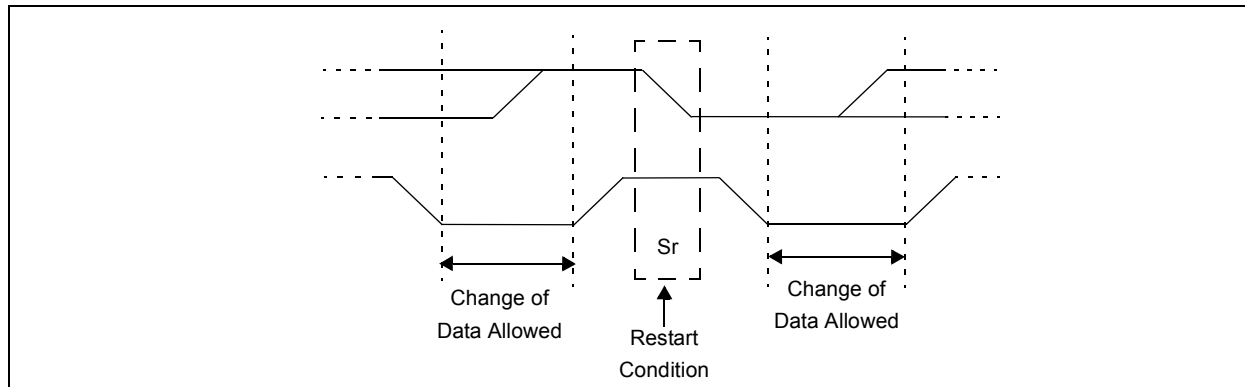 Sr
Change of
Data Allowed
Restart
Condition
Change of
Data Allowed